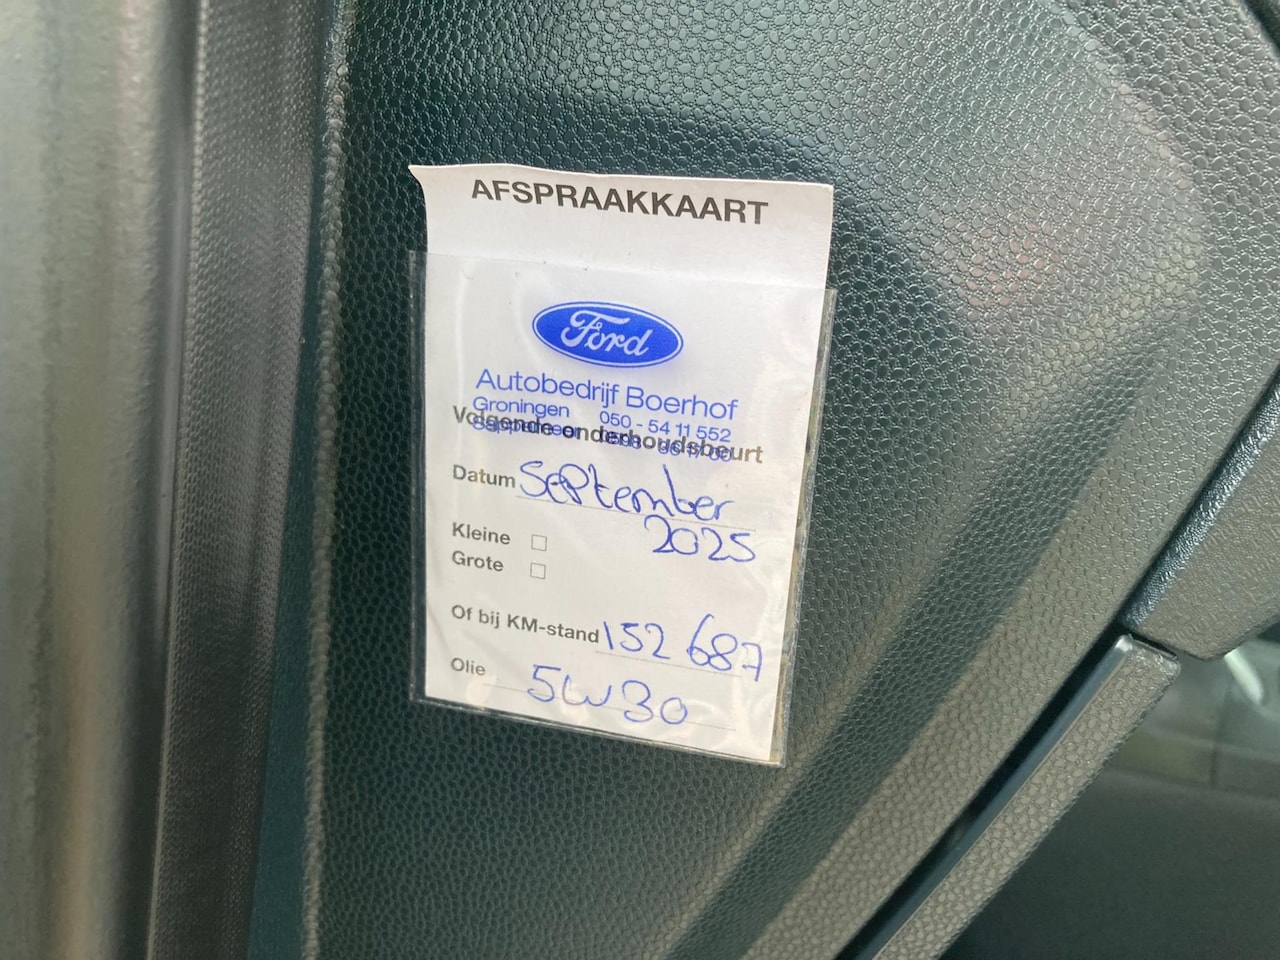 AFSPRAAKKAART
Ford
Autobedrijf Boerhof
Groningen 050 - 54 11 552
Volgende onderhoudsbeurt
Datum September
2025
Kleine
Grote
Of bij KM-stand 152 687
Olie 5W30